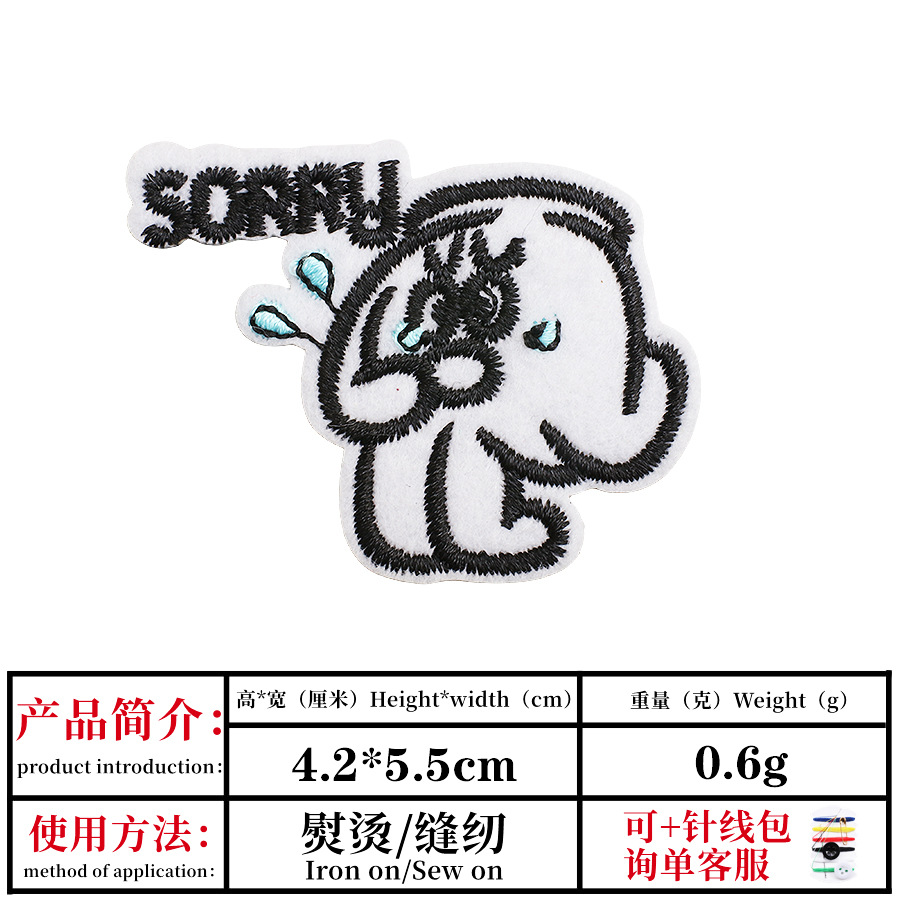 SORRY
产品简介：
product introduction：
高*宽（厘米）Height*width（cm）
重量（克）Weight（g）
4.2*5.5cm
0.6g
使用方法：
method of application：
熨烫/缝纫
Iron on/Sew on
可+针线包
询单客服